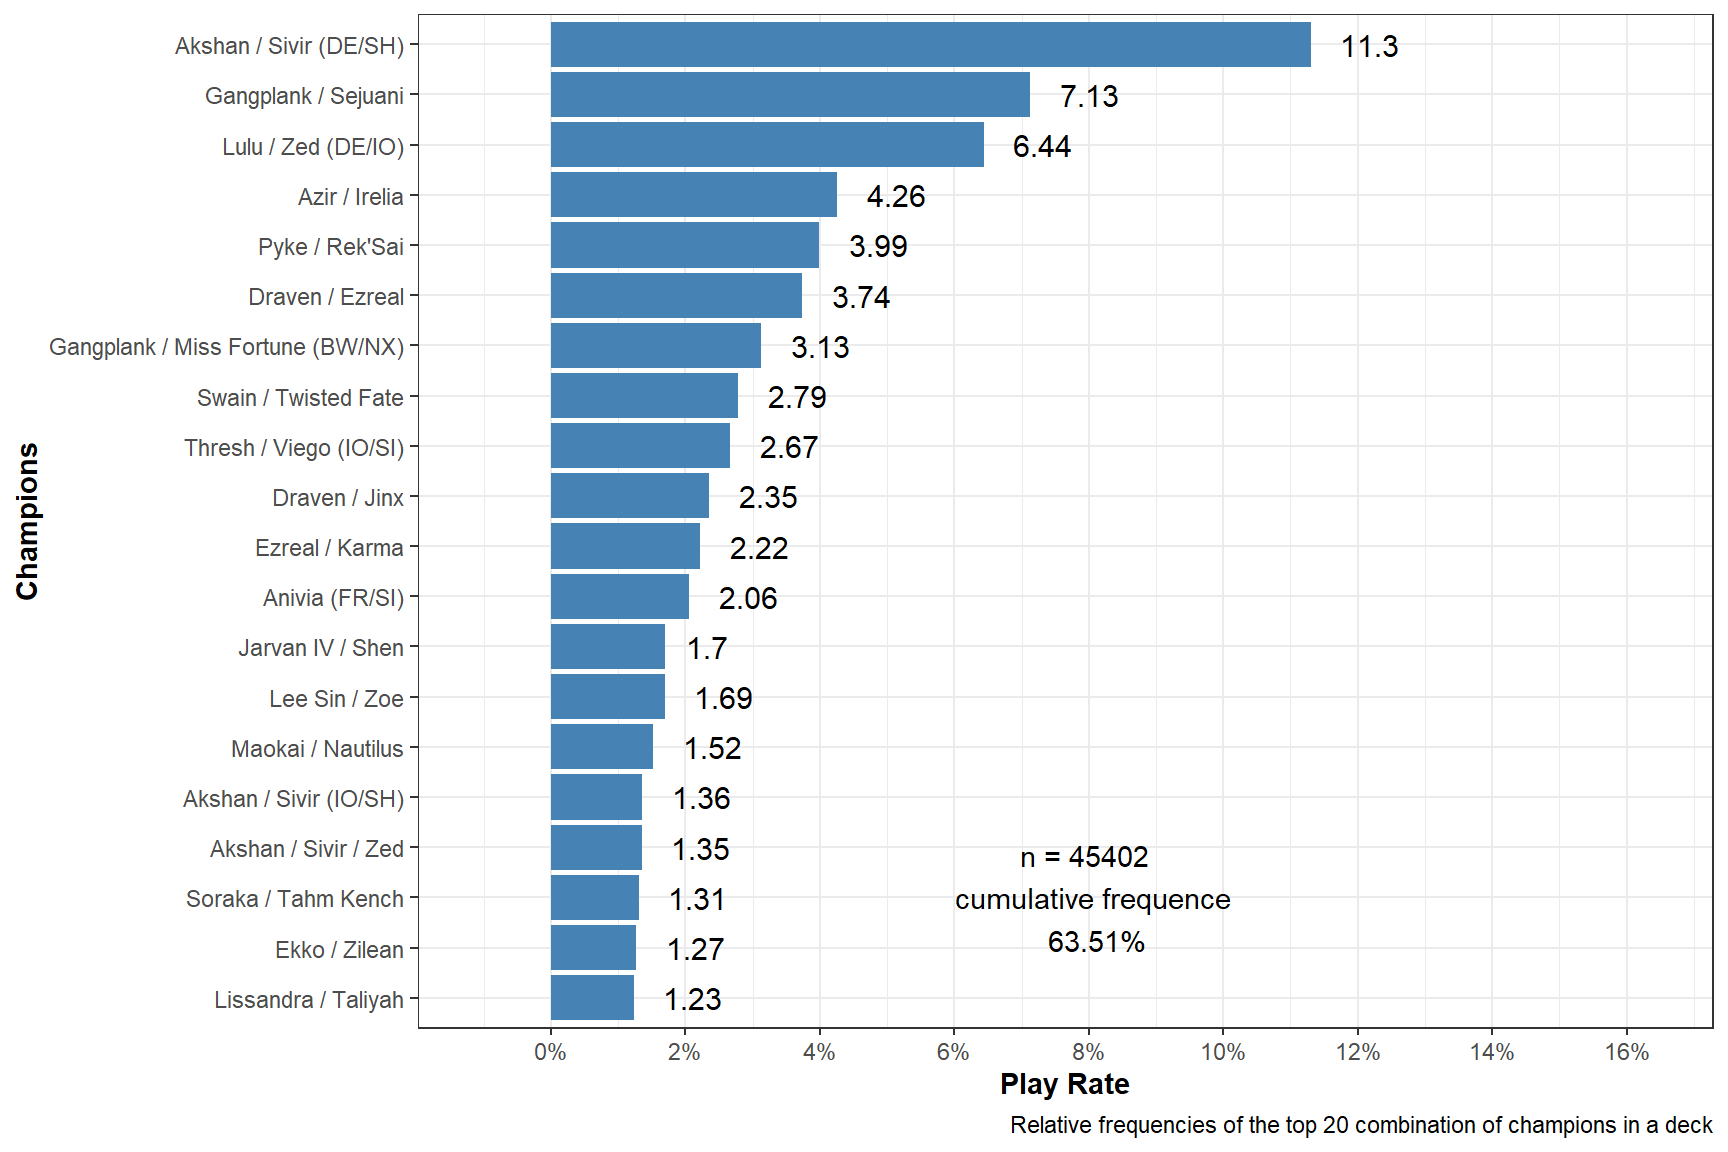 Champions
Akshan / Sivir (DE/SH) 11.3
Gangplank / Sejuani 7.13
Lulu / Zed (DE/IO) 6.44
Azir / Irelia 4.26
Pyke / Rek'Sai 3.99
Draven / Ezreal 3.74
Gangplank / Miss Fortune (BW/NX) 3.13
Swain / Twisted Fate 2.79
Thresh / Viego (IO/SI) 2.67
Draven / Jinx 2.35
Ezreal / Karma 2.22
Anivia (FR/SI) 2.06
Jarvan IV / Shen 1.7
Lee Sin / Zoe 1.69
Maokai / Nautilus 1.52
Akshan / Sivir (IO/SH) 1.36
Akshan / Sivir / Zed 1.35
Soraka / Tahm Kench 1.31
Ekko / Zilean 1.27
Lissandra / Taliyah 1.23
n = 45402
cumulative frequence
63.51%
0% 2% 4% 6% 8% 10% 12% 14% 16%
Play Rate
Relative frequencies of the top 20 combination of champions in a deck